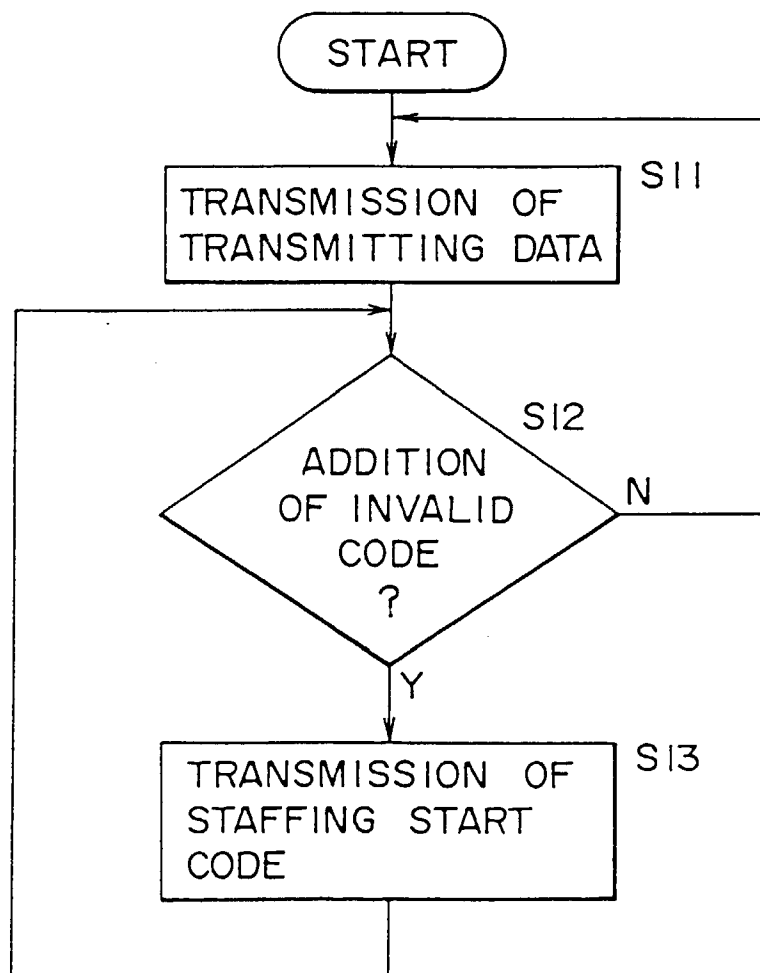 START
S11
TRANSMISSION OF
TRANSMITTING DATA
S12
ADDITION
OF INVALID
CODE
?
N
Y
S13
TRANSMISSION OF
STAFFING START
CODE